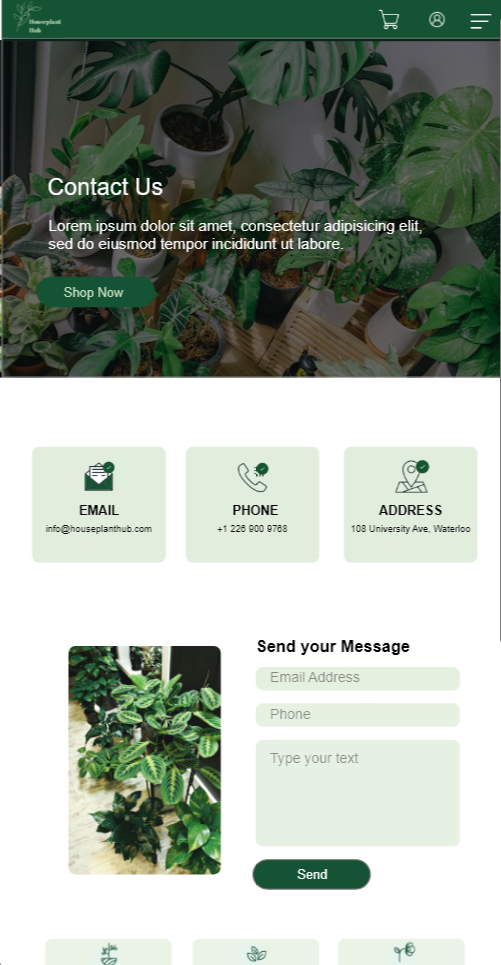 Houseplant
Hub
Contact Us
Lorem ipsum dolor sit amet, consectetur adipisicing elit,
sed do eiusmod tempor incididunt ut labore.
Shop Now
EMAIL
info@houseplanthub.com
PHONE
+1 226 900 9768
ADDRESS
108 University Ave, Waterloo
Send your Message
Email Address
Phone
Type your text
Send